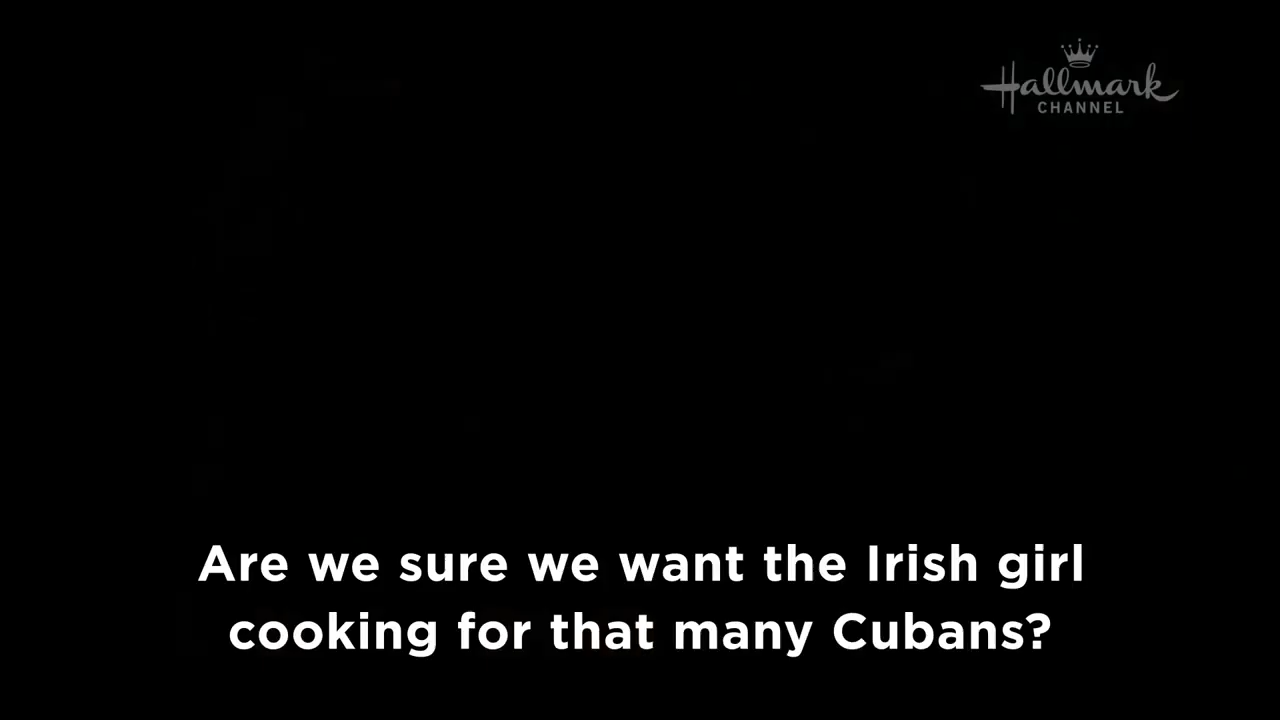 Hallmark
CHANNEL
Are we sure we want the Irish girl
cooking for that many Cubans?